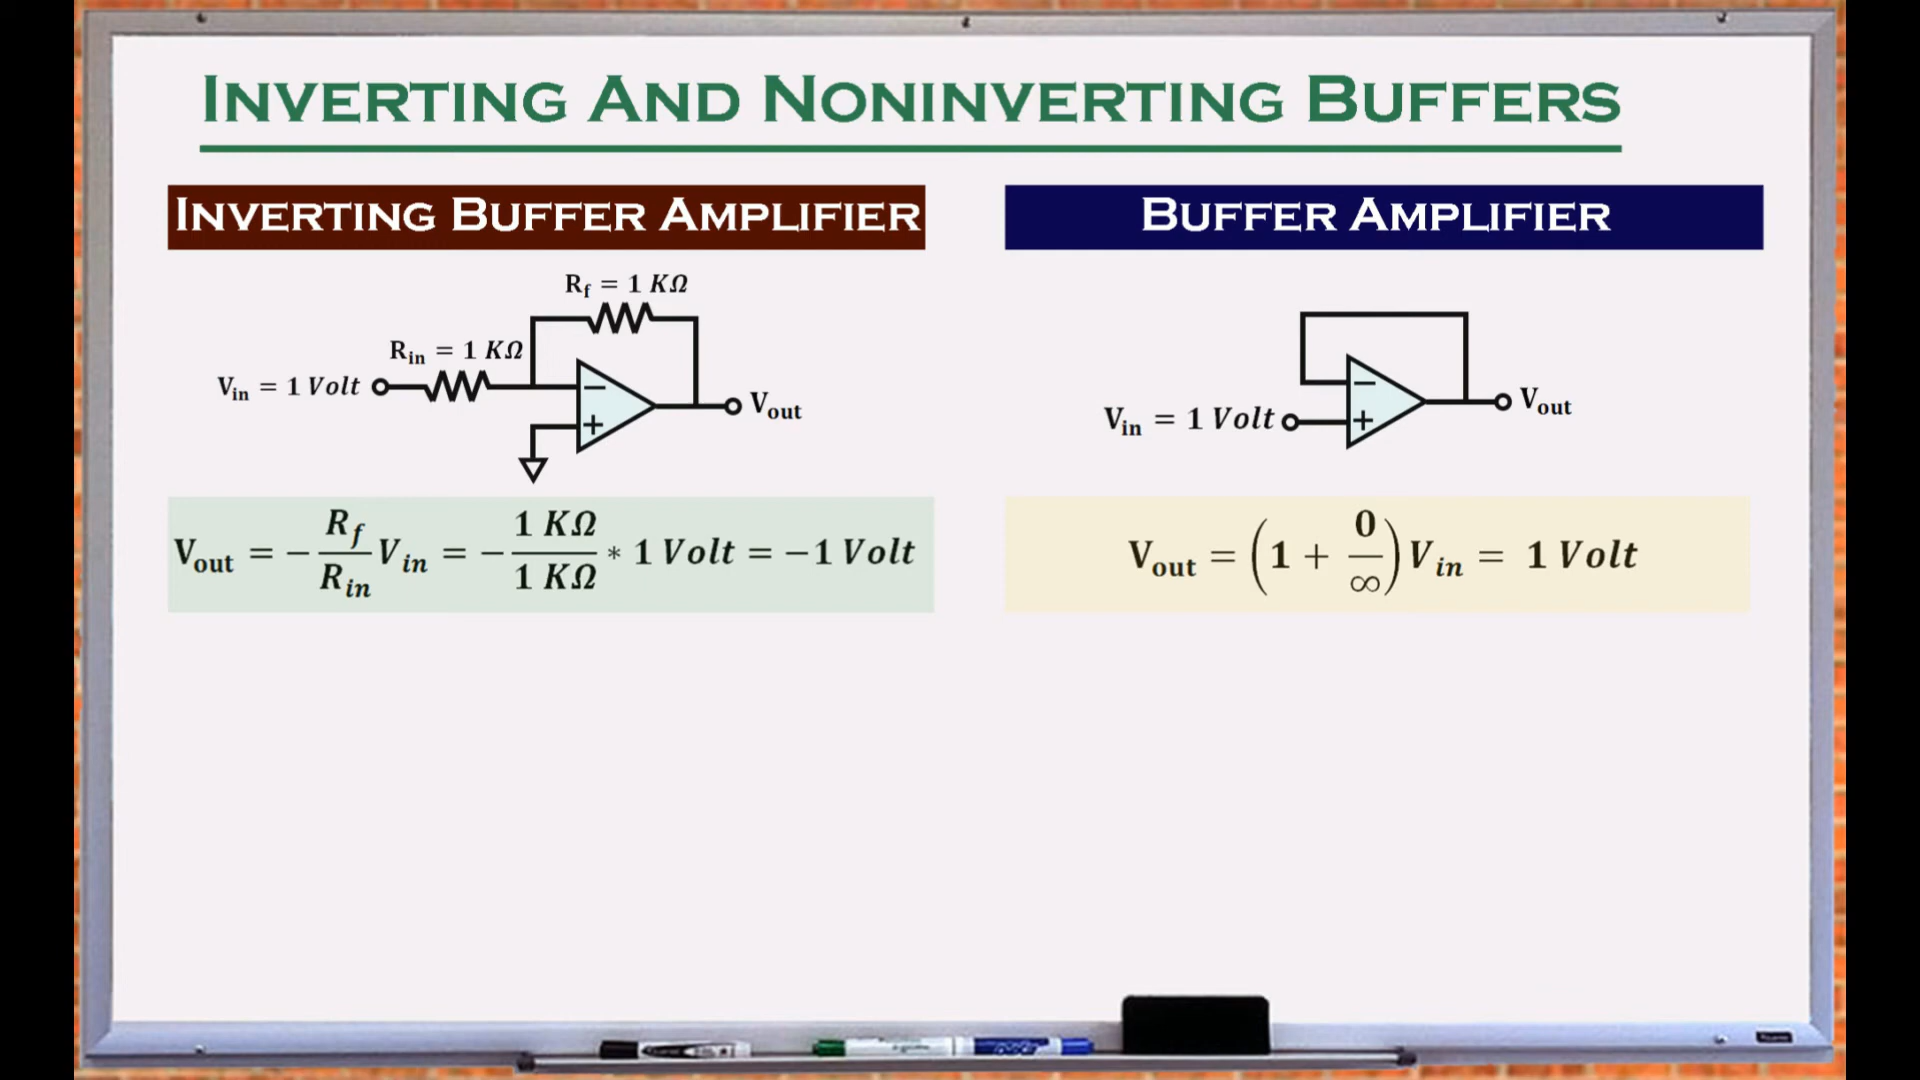 INVERTING AND NONINVERTING BUFFERS
INVERTING BUFFER AMPLIFIER
R_f = 1 KΩ
R_in = 1 KΩ
V_in = 1 Volt
−
+
V_out
V_out = −(R_f/R_in) V_in = −(1 KΩ/1 KΩ) * 1 Volt = −1 Volt
BUFFER AMPLIFIER
−
+
V_in = 1 Volt
V_out
V_out = (1 + 0/∞) V_in = 1 Volt